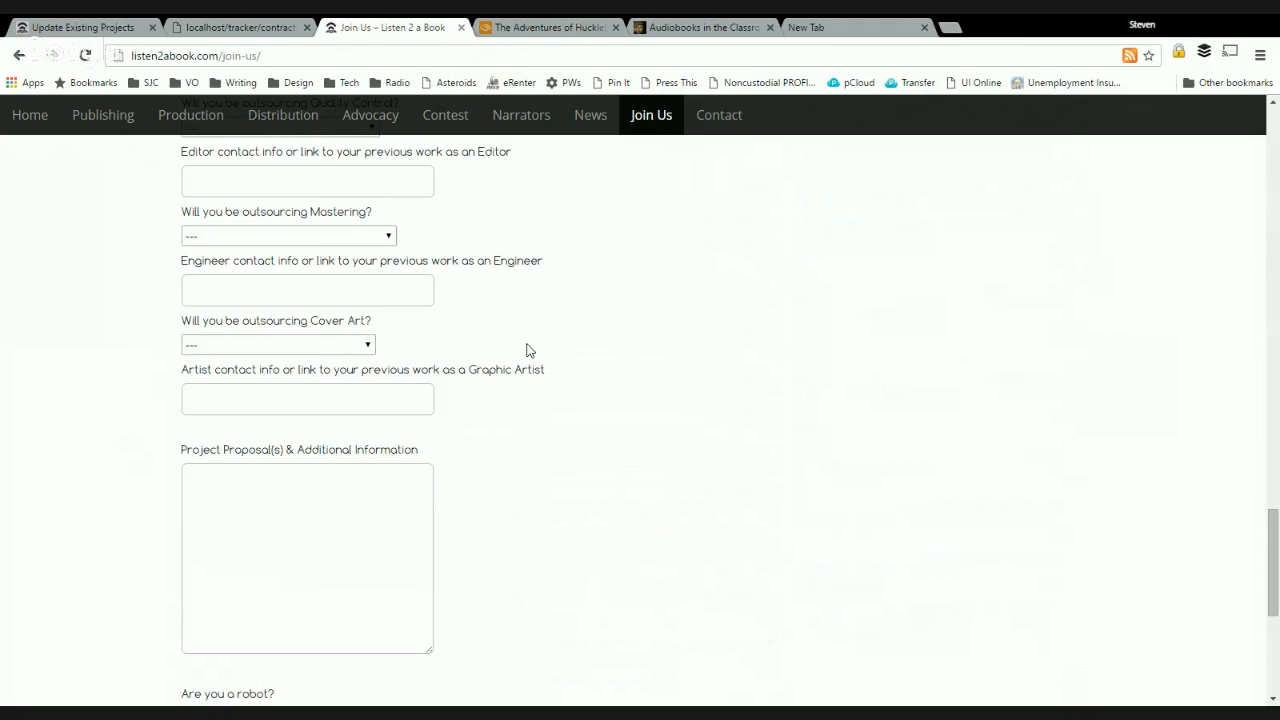 Update Existing Projects
localhost/tracker/contract
Join Us – Listen 2 a Book
The Adventures of Huckle
Audiobooks in the Classro
New Tab
Steven
listen2abook.com/join-us/
Apps
Bookmarks
SJC
VO
Writing
Design
Tech
Radio
Asteroids
eRenter
PWs
Pin It
Press This
Noncustodial PROFI...
pCloud
Transfer
UI Online
Unemployment Insu...
Other bookmarks
Will you be outsourcing Quality Control?
Home
Publishing
Production
Distribution
Advocacy
Contest
Narrators
News
Join Us
Contact
Editor contact info or link to your previous work as an Editor
Will you be outsourcing Mastering?
---
Engineer contact info or link to your previous work as an Engineer
Will you be outsourcing Cover Art?
---
Artist contact info or link to your previous work as a Graphic Artist
Project Proposal(s) & Additional Information
Are you a robot?